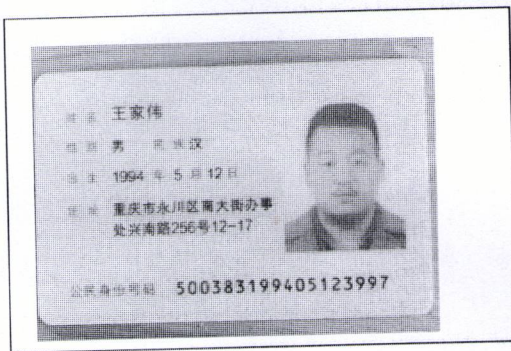 姓名 王家伟
性别 男 民族 汉
出生 1994 年 5 月 12 日
住址 重庆市永川区南大街办事
处兴南路256号12-17
公民身份号码 500383199405123997